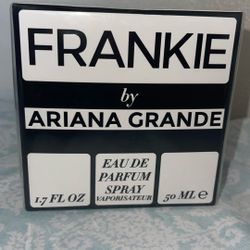 FRANKIE
by
ARIANA GRANDE
1.7 FL OZ
EAU DE
PARFUM
SPRAY
VAPORISATEUR
50 ML ℮